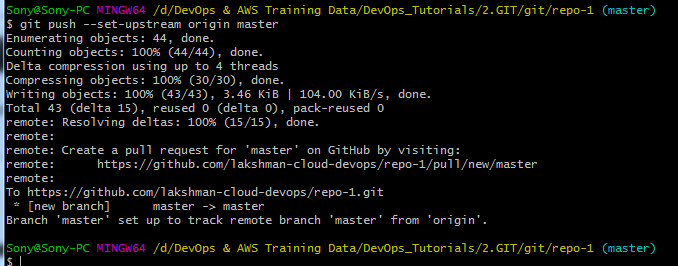 Sony@Sony-PC MINGW64 /d/DevOps & AWS Training Data/DevOps_Tutorials/2.GIT/git/repo-1 (master)
$ git push --set-upstream origin master
Enumerating objects: 44, done.
Counting objects: 100% (44/44), done.
Delta compression using up to 4 threads
Compressing objects: 100% (30/30), done.
Writing objects: 100% (43/43), 3.46 KiB | 104.00 KiB/s, done.
Total 43 (delta 15), reused 0 (delta 0), pack-reused 0
remote: Resolving deltas: 100% (15/15), done.
remote:
remote: Create a pull request for 'master' on GitHub by visiting:
remote:      https://github.com/lakshman-cloud-devops/repo-1/pull/new/master
remote:
To https://github.com/lakshman-cloud-devops/repo-1.git
 * [new branch]      master -> master
Branch 'master' set up to track remote branch 'master' from 'origin'.
Sony@Sony-PC MINGW64 /d/DevOps & AWS Training Data/DevOps_Tutorials/2.GIT/git/repo-1 (master)
$